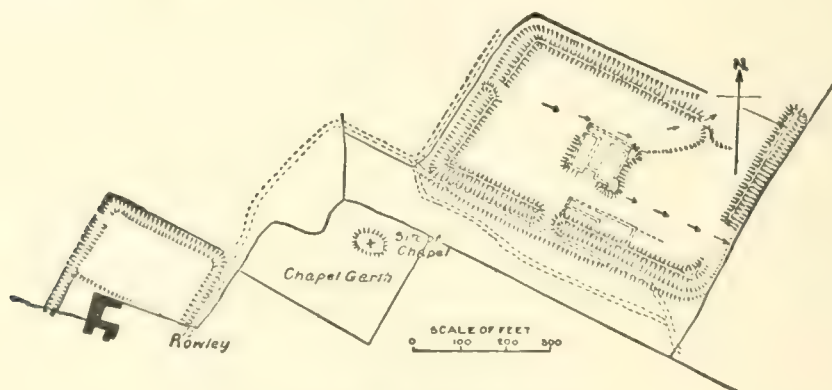 N
Site of
Chapel
Chapel Garth
Rowley
SCALE OF FEET
0 100 200 300